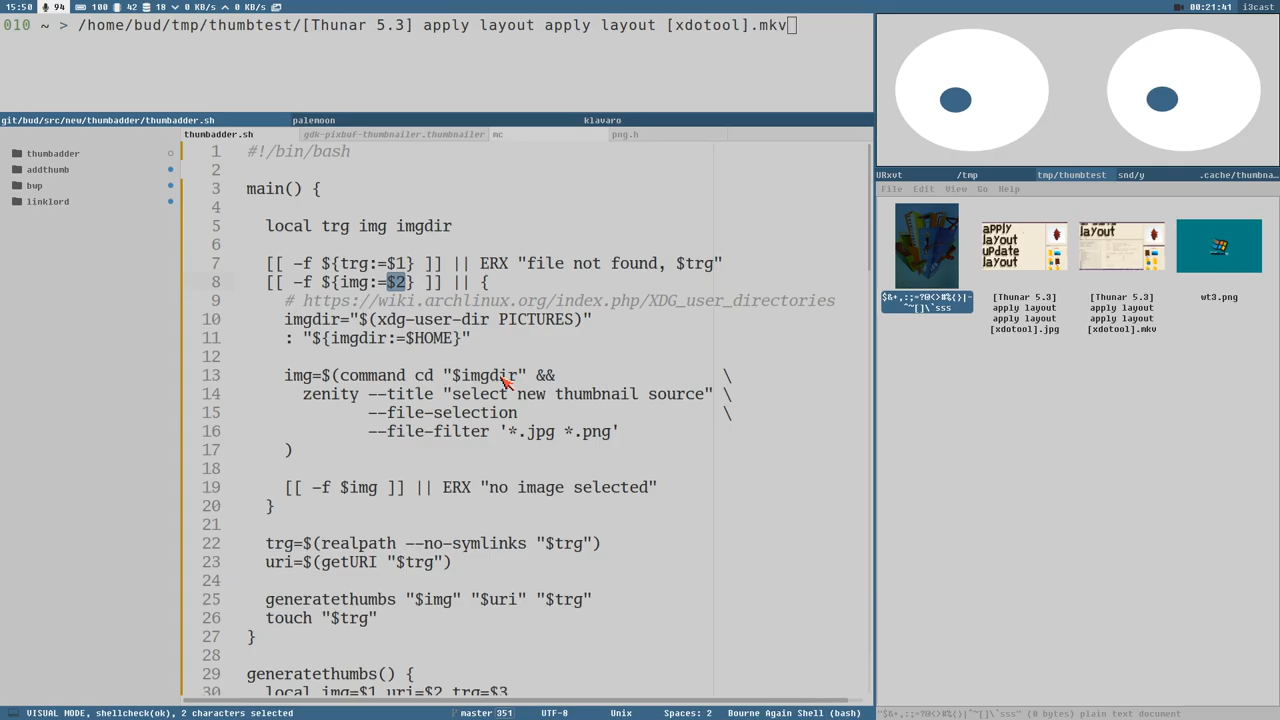 15:50 94 100 42 18 0 KB/s 0 KB/s
00:21:41 i3cast
010 ~ > /home/bud/tmp/thumbtest/[Thunar 5.3] apply layout apply layout [xdotool].mkv
git/bud/src/new/thumbadder/thumbadder.sh palemoon klavaro
thumbadder.sh gdk-pixbuf-thumbnailer.thumbnailer mc png.h
thumbadder
addthumb
bup
linklord
1 #!/bin/bash
2
3 main() {
4
5 local trg img imgdir
6
7 [[ -f ${trg:=$1} ]] || ERX "file not found, $trg"
8 [[ -f ${img:=$2} ]] || {
9 # https://wiki.archlinux.org/index.php/XDG_user_directories
10 imgdir="$(xdg-user-dir PICTURES)"
11 : "${imgdir:=$HOME}"
12
13 img=$(command cd "$imgdir" && \
14 zenity --title "select new thumbnail source" \
15 --file-selection \
16 --file-filter '*.jpg *.png'
17 )
18
19 [[ -f $img ]] || ERX "no image selected"
20 }
21
22 trg=$(realpath --no-symlinks "$trg")
23 uri=$(getURI "$trg")
24
25 generatethumbs "$img" "$uri" "$trg"
26 touch "$trg"
27 }
28
29 generatethumbs() {
30 local img=$1 uri=$2 trg=$3
VISUAL MODE, shellcheck(ok), 2 characters selected master 351 UTF-8 Unix Spaces: 2 Bourne Again Shell (bash)
URxvt /tmp tmp/thumbtest snd/y .cache/thumbna...
File Edit View Go Help
apply
layout
update
layout
layout
[Thunar 5.3]
apply layout
apply layout
[xdotool].jpg
[Thunar 5.3]
apply layout
apply layout
[xdotool].mkv
wt3.png